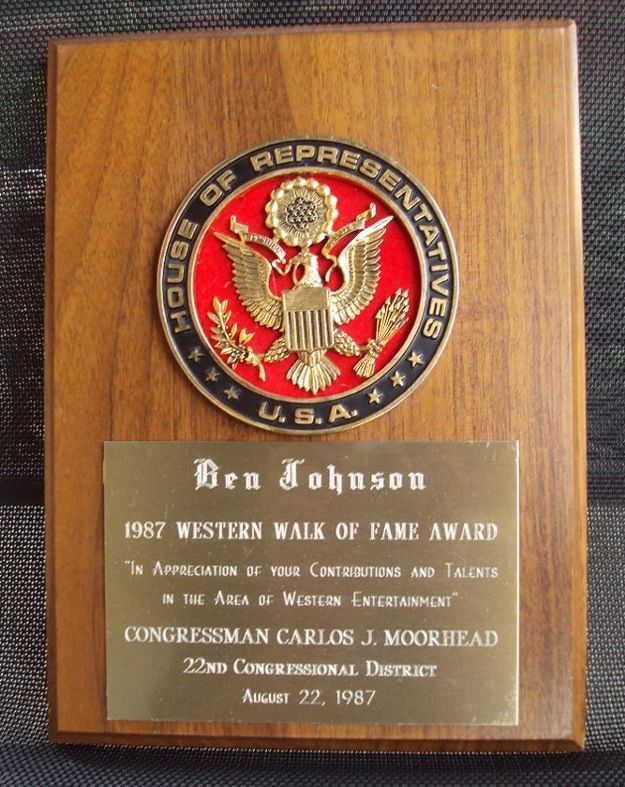 HOUSE OF REPRESENTATIVES
U.S.A.
Ben Johnson
1987 WESTERN WALK OF FAME AWARD
"IN APPRECIATION OF YOUR CONTRIBUTIONS AND TALENTS
IN THE AREA OF WESTERN ENTERTAINMENT"
CONGRESSMAN CARLOS J. MOORHEAD
22ND CONGRESSIONAL DISTRICT
AUGUST 22, 1987